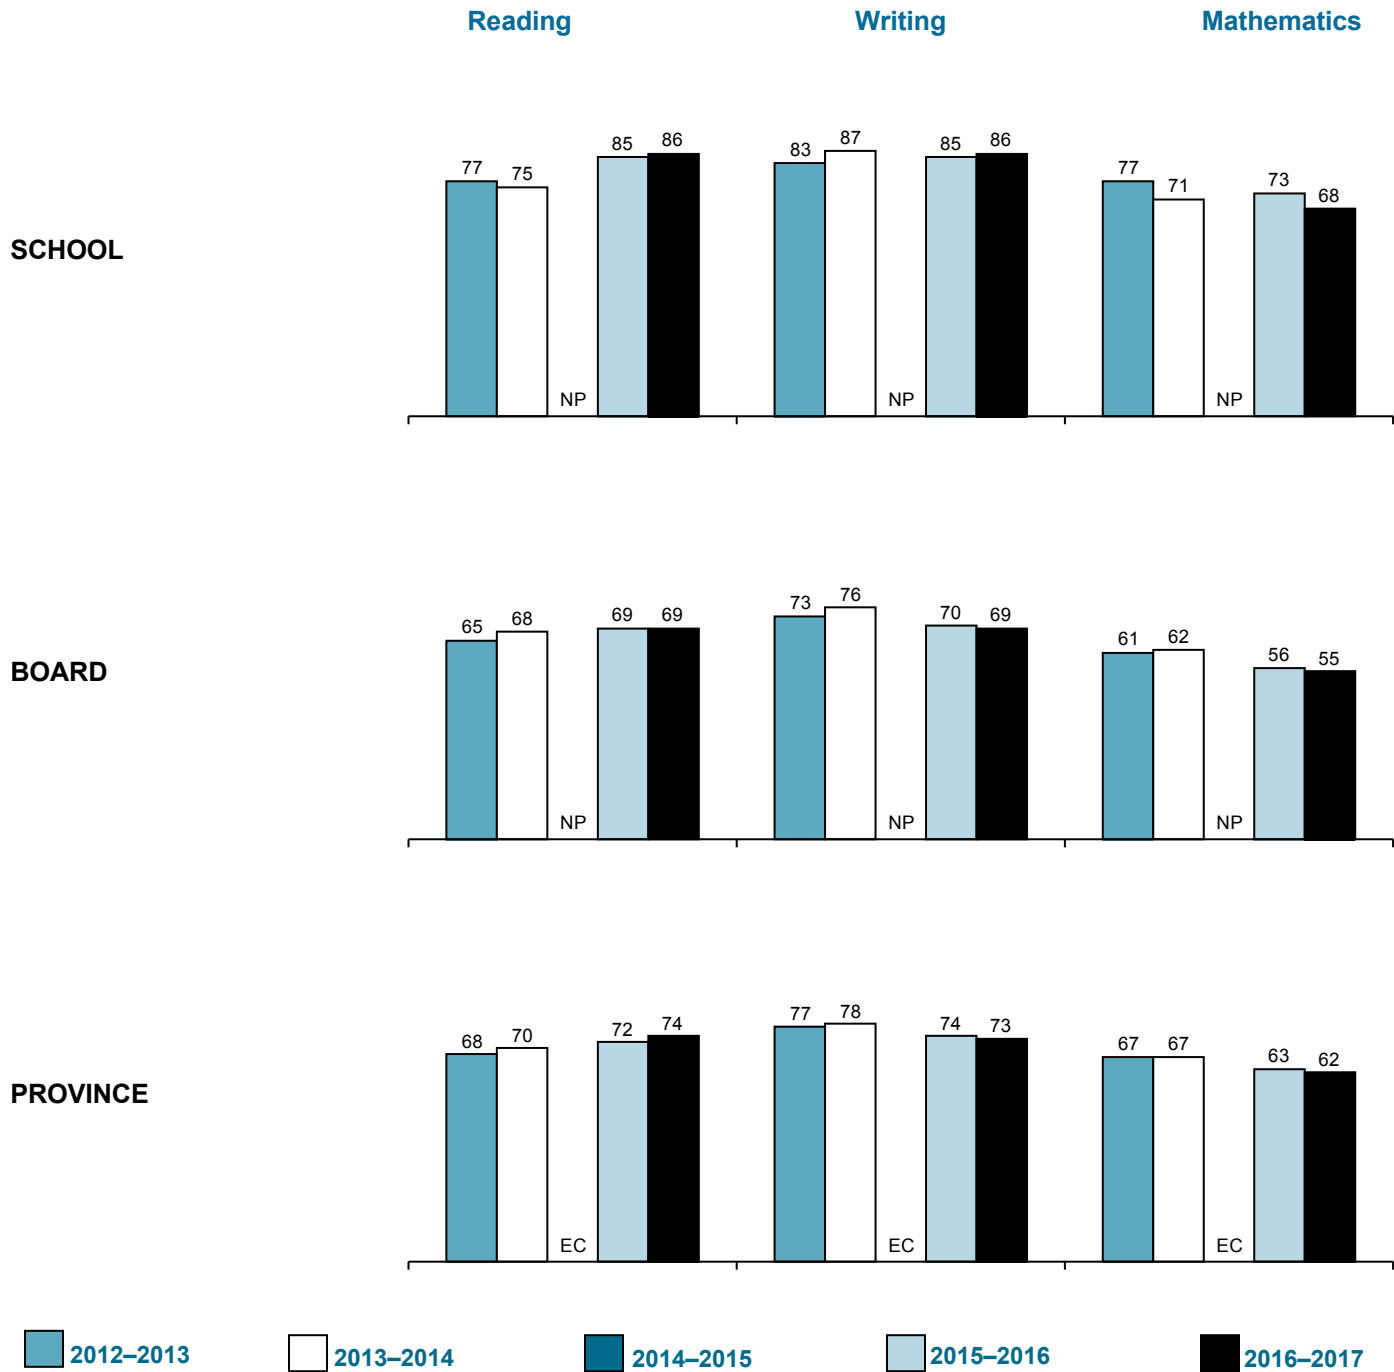 Reading Writing Mathematics
SCHOOL
77 75 NP 85 86 83 87 NP 85 86 77 71 NP 73 68
BOARD
65 68 NP 69 69 73 76 NP 70 69 61 62 NP 56 55
PROVINCE
68 70 EC 72 74 77 78 EC 74 73 67 67 EC 63 62
2012–2013 2013–2014 2014–2015 2015–2016 2016–2017